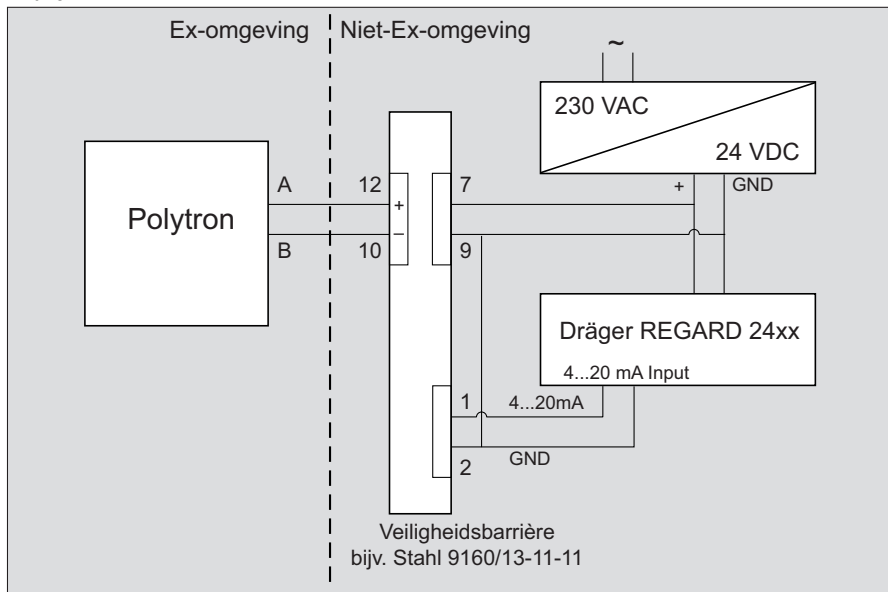 Ex-omgeving
Niet-Ex-omgeving
~
230 VAC
24 VDC
+
GND
Polytron
A
B
12
10
+
–
7
9
Dräger REGARD 24xx
4...20 mA Input
1
4...20mA
2
GND
Veiligheidsbarrière
bijv. Stahl 9160/13-11-11